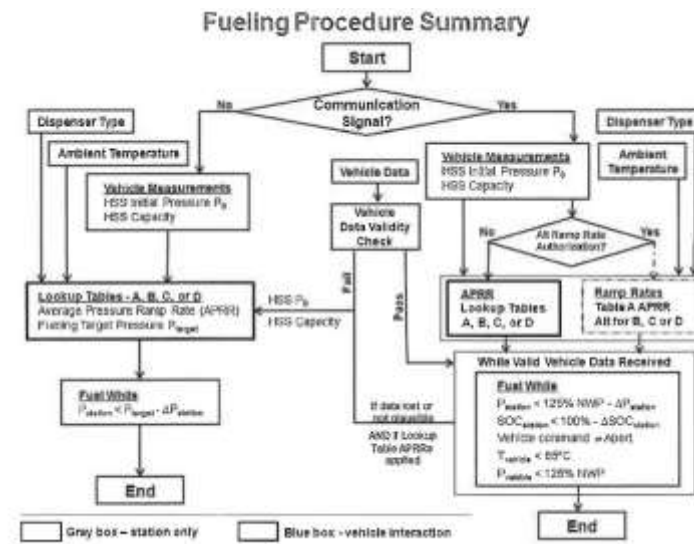 Fueling Procedure Summary
Start
Communication
Signal?
No
Yes
Dispenser Type
Ambient Temperature
Vehicle Measurements
HSS Initial Pressure P0
HSS Capacity
Vehicle Data
Vehicle
Data Validity
Check
Fail
Pass
Vehicle Measurements
HSS Initial Pressure P0
HSS Capacity
Dispenser Type
Ambient
Temperature
No
Alt Ramp Rate
Authorization?
Yes
Lookup Tables - A, B, C, or D
Average Pressure Ramp Rate (APRR)
Fueling Target Pressure Ptarget
HSS P0
HSS Capacity
APRR
Lookup Tables
A, B, C, or D
Ramp Rates
Table A APRR
Alt for B, C or D
Fuel While
Pstation < Ptarget - ΔPstation
End
If data lost or
not plausible
AND if Lookup
Table APRRs
applied
While Valid Vehicle Data Received
Fuel While
Pstation < 125% NWP - ΔPstation
SOCstation < 100% - ΔSOCstation
Vehicle command ≠ Abort
Tvehicle < 85°C
Pvehicle < 125% NWP
End
Gray box – station only
Blue box - vehicle interaction